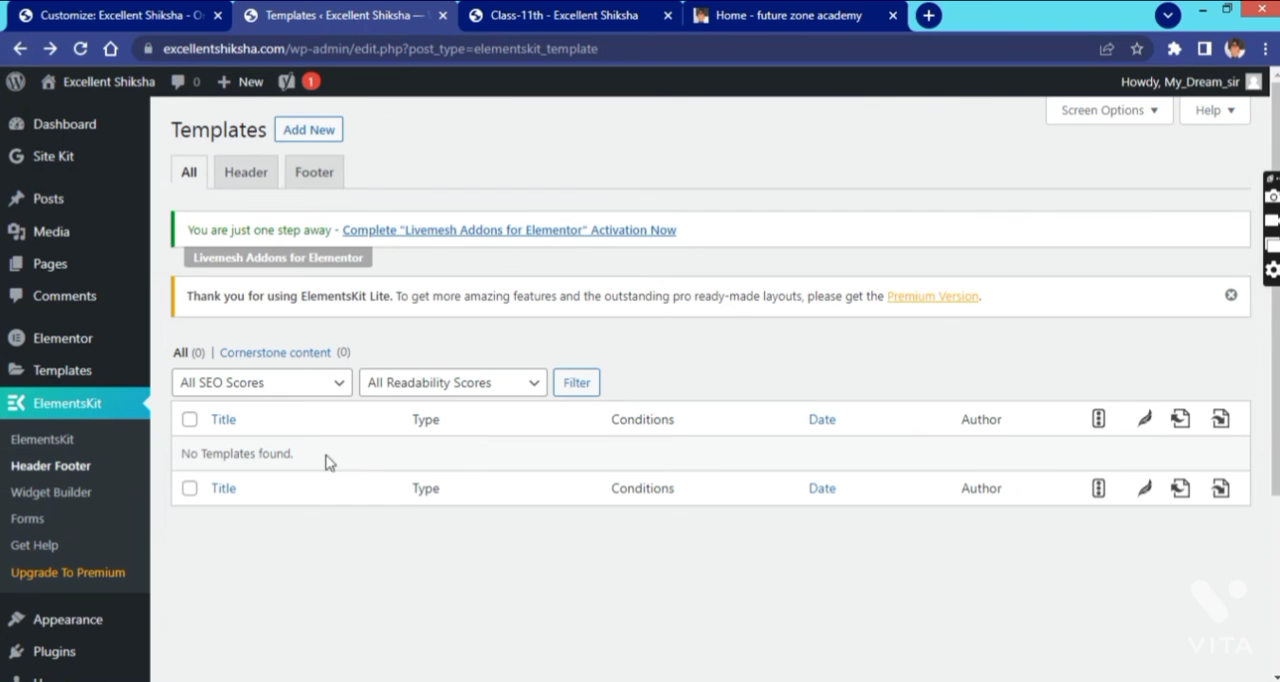 Customize: Excellent Shiksha - O
Templates ‹ Excellent Shiksha —
Class-11th - Excellent Shiksha
Home - future zone academy
excellentshiksha.com/wp-admin/edit.php?post_type=elementskit_template
Excellent Shiksha 0 New 1 Howdy, My_Dream_sir
Screen Options Help
Dashboard
Site Kit
Posts
Media
Pages
Comments
Elementor
Templates
ElementsKit
ElementsKit
Header Footer
Widget Builder
Forms
Get Help
Upgrade To Premium
Appearance
Plugins
Templates Add New
All Header Footer
You are just one step away - Complete "Livemesh Addons for Elementor" Activation Now
Livemesh Addons for Elementor
Thank you for using ElementsKit Lite. To get more amazing features and the outstanding pro ready-made layouts, please get the Premium Version.
All (0) | Cornerstone content (0)
All SEO Scores All Readability Scores Filter
Title Type Conditions Date Author
No Templates found.
Title Type Conditions Date Author
VITA